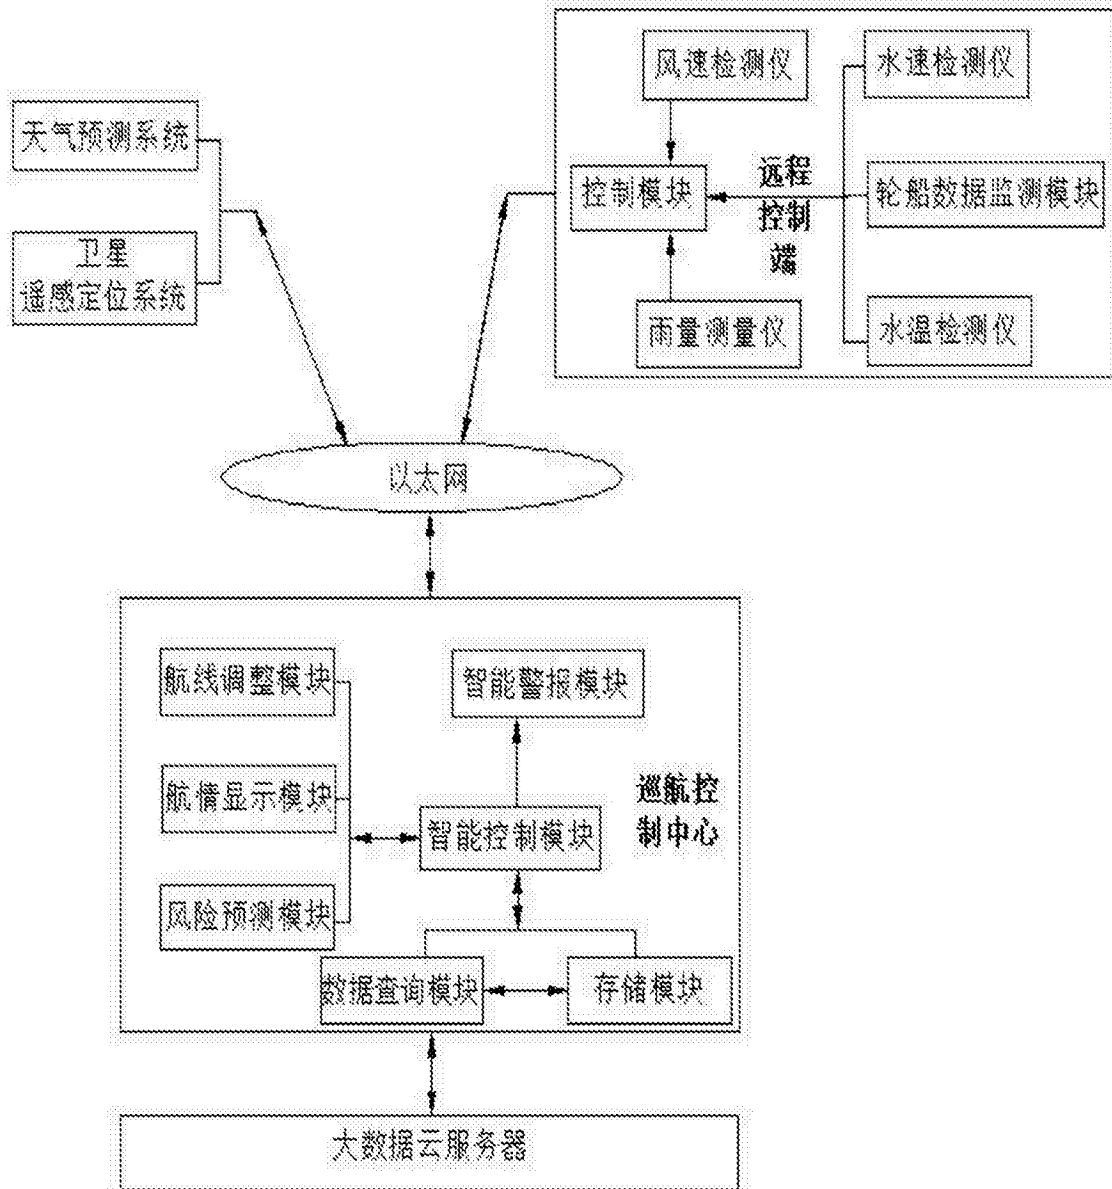 风速检测仪
水速检测仪
天气预测系统
控制模块
远程
控制
端
轮船数据监测模块
卫星
遥感定位系统
雨量测量仪
水温检测仪
以太网
航线调整模块
智能警报模块
航情显示模块
巡航控
制中心
智能控制模块
风险预测模块
数据查询模块
存储模块
大数据云服务器